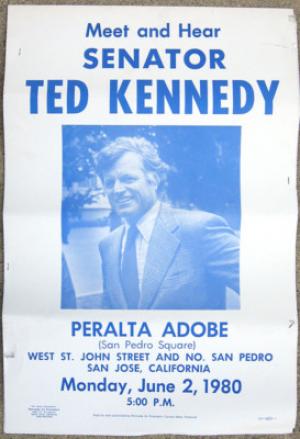 Meet and Hear
SENATOR
TED KENNEDY
PERALTA ADOBE
(San Pedro Square)
WEST ST. JOHN STREET AND NO. SAN PEDRO
SAN JOSE, CALIFORNIA
Monday, June 2, 1980
5:00 P.M.